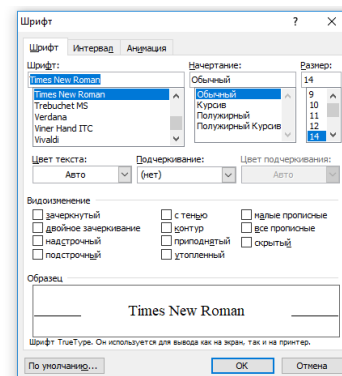 Шрифт ? ×
Шрифт Интервал Анимация
Шрифт: Начертание: Размер:
Times New Roman Обычный 14
Times New Roman Обычный 9
Trebuchet MS Курсив 10
Verdana Полужирный 11
Viner Hand ITC Полужирный Курсив 12
Vivaldi 14
Цвет текста: Подчеркивание: Цвет подчеркивания:
Авто (нет) Авто
Видоизменение
зачеркнутый с тенью малые прописные
двойное зачеркивание контур все прописные
надстрочный приподнятый скрытый
подстрочный утопленный
Образец
Times New Roman
Шрифт TrueType. Он используется для вывода как на экран, так и на принтер.
По умолчанию... ОК Отмена